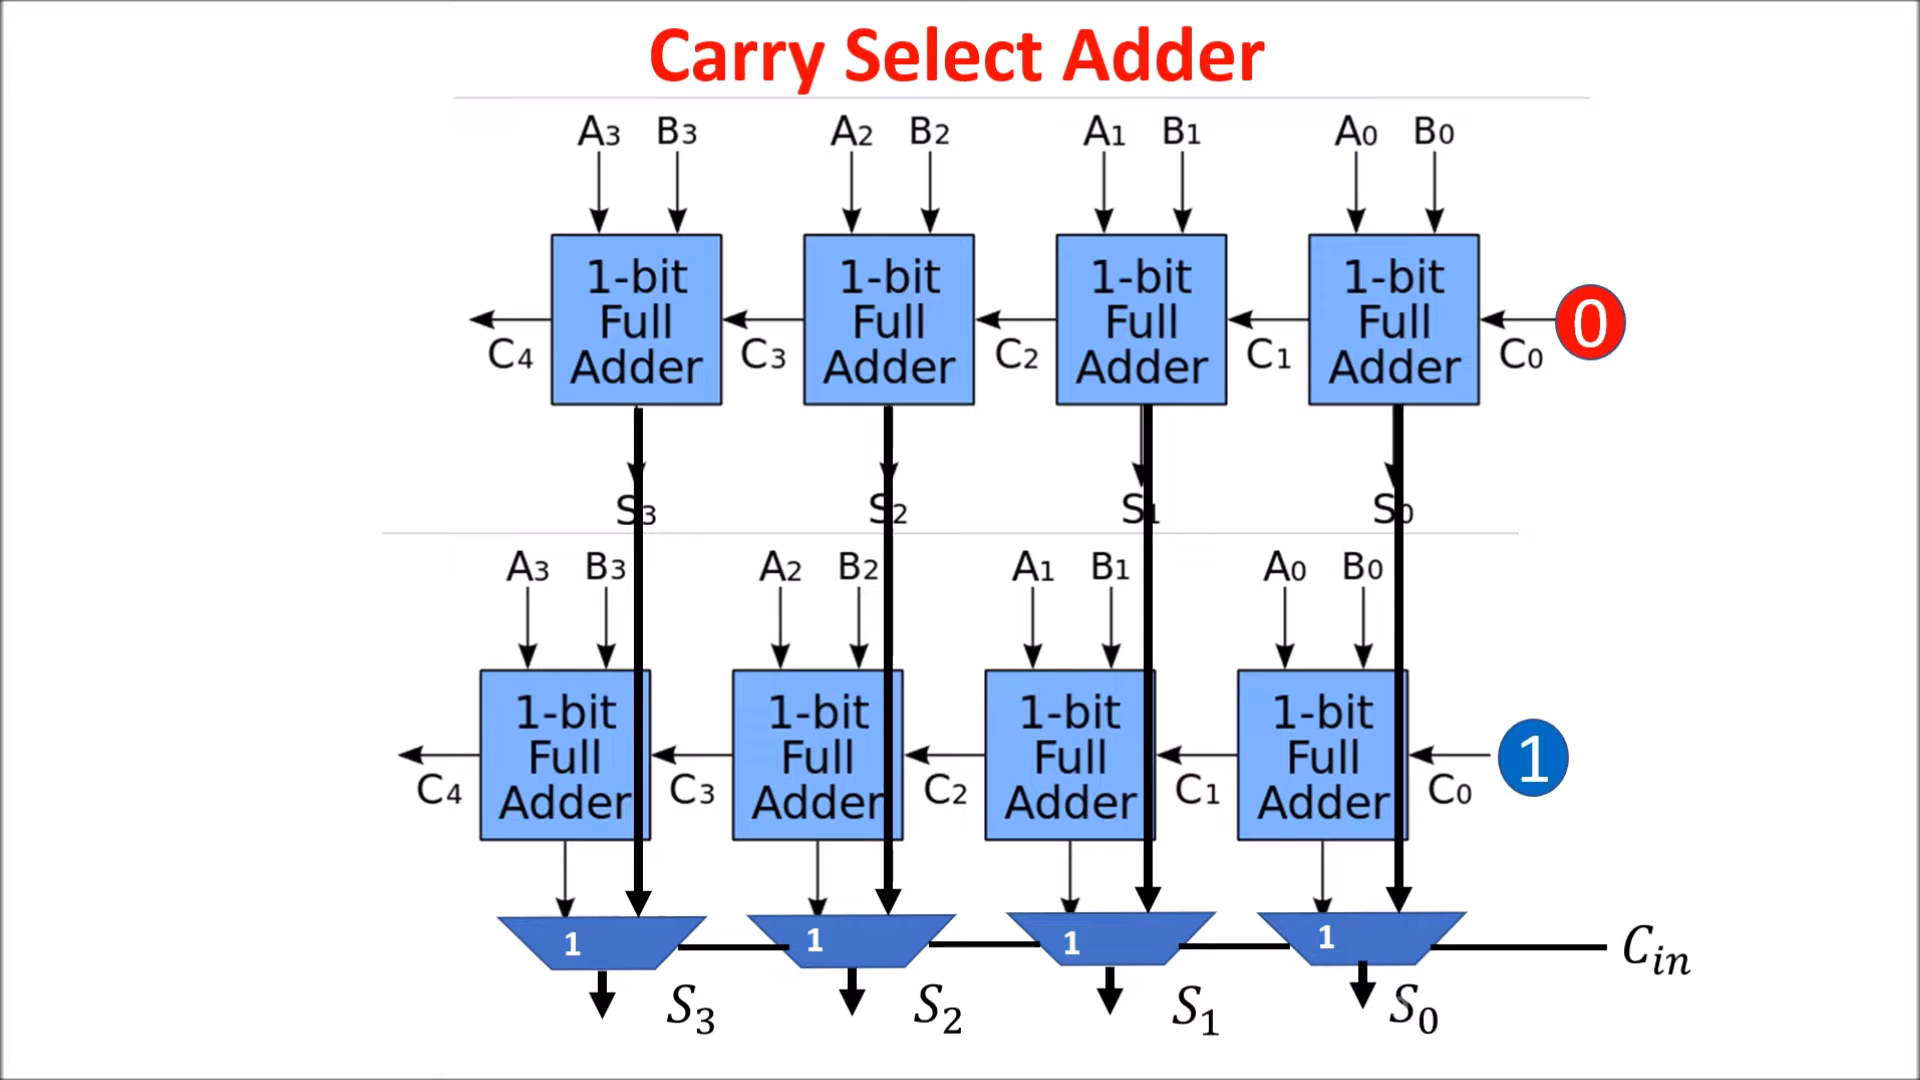 Carry Select Adder
A3 B3 A2 B2 A1 B1 A0 B0
1-bit Full Adder 1-bit Full Adder 1-bit Full Adder 1-bit Full Adder
C4 C3 C2 C1 C0 0
S3 S2 S1 S0
A3 B3 A2 B2 A1 B1 A0 B0
1-bit Full Adder 1-bit Full Adder 1-bit Full Adder 1-bit Full Adder
C4 C3 C2 C1 C0 1
1 1 1 1 Cin
S3 S2 S1 S0